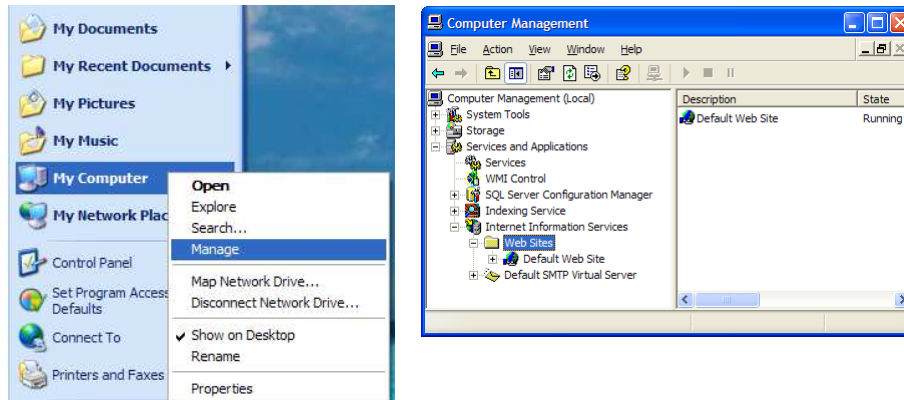 My Documents
My Recent Documents
My Pictures
My Music
My Computer
My Network Plac
Control Panel
Set Program Access
Defaults
Connect To
Printers and Faxes
Open
Explore
Search...
Manage
Map Network Drive...
Disconnect Network Drive...
Show on Desktop
Rename
Properties
Computer Management
File Action View Window Help
Computer Management (Local)
System Tools
Storage
Services and Applications
Services
WMI Control
SQL Server Configuration Manager
Indexing Service
Internet Information Services
Web Sites
Default Web Site
Default SMTP Virtual Server
Description State
Default Web Site Running